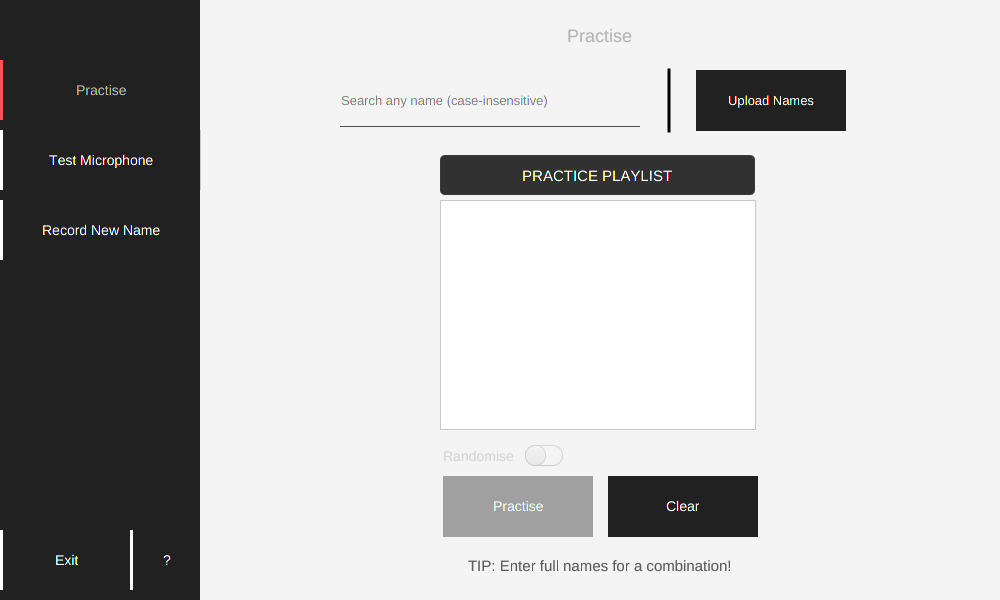 Practise
Test Microphone
Record New Name
Exit
?
Practise
Search any name (case-insensitive)
Upload Names
PRACTICE PLAYLIST
Randomise
Practise
Clear
TIP: Enter full names for a combination!